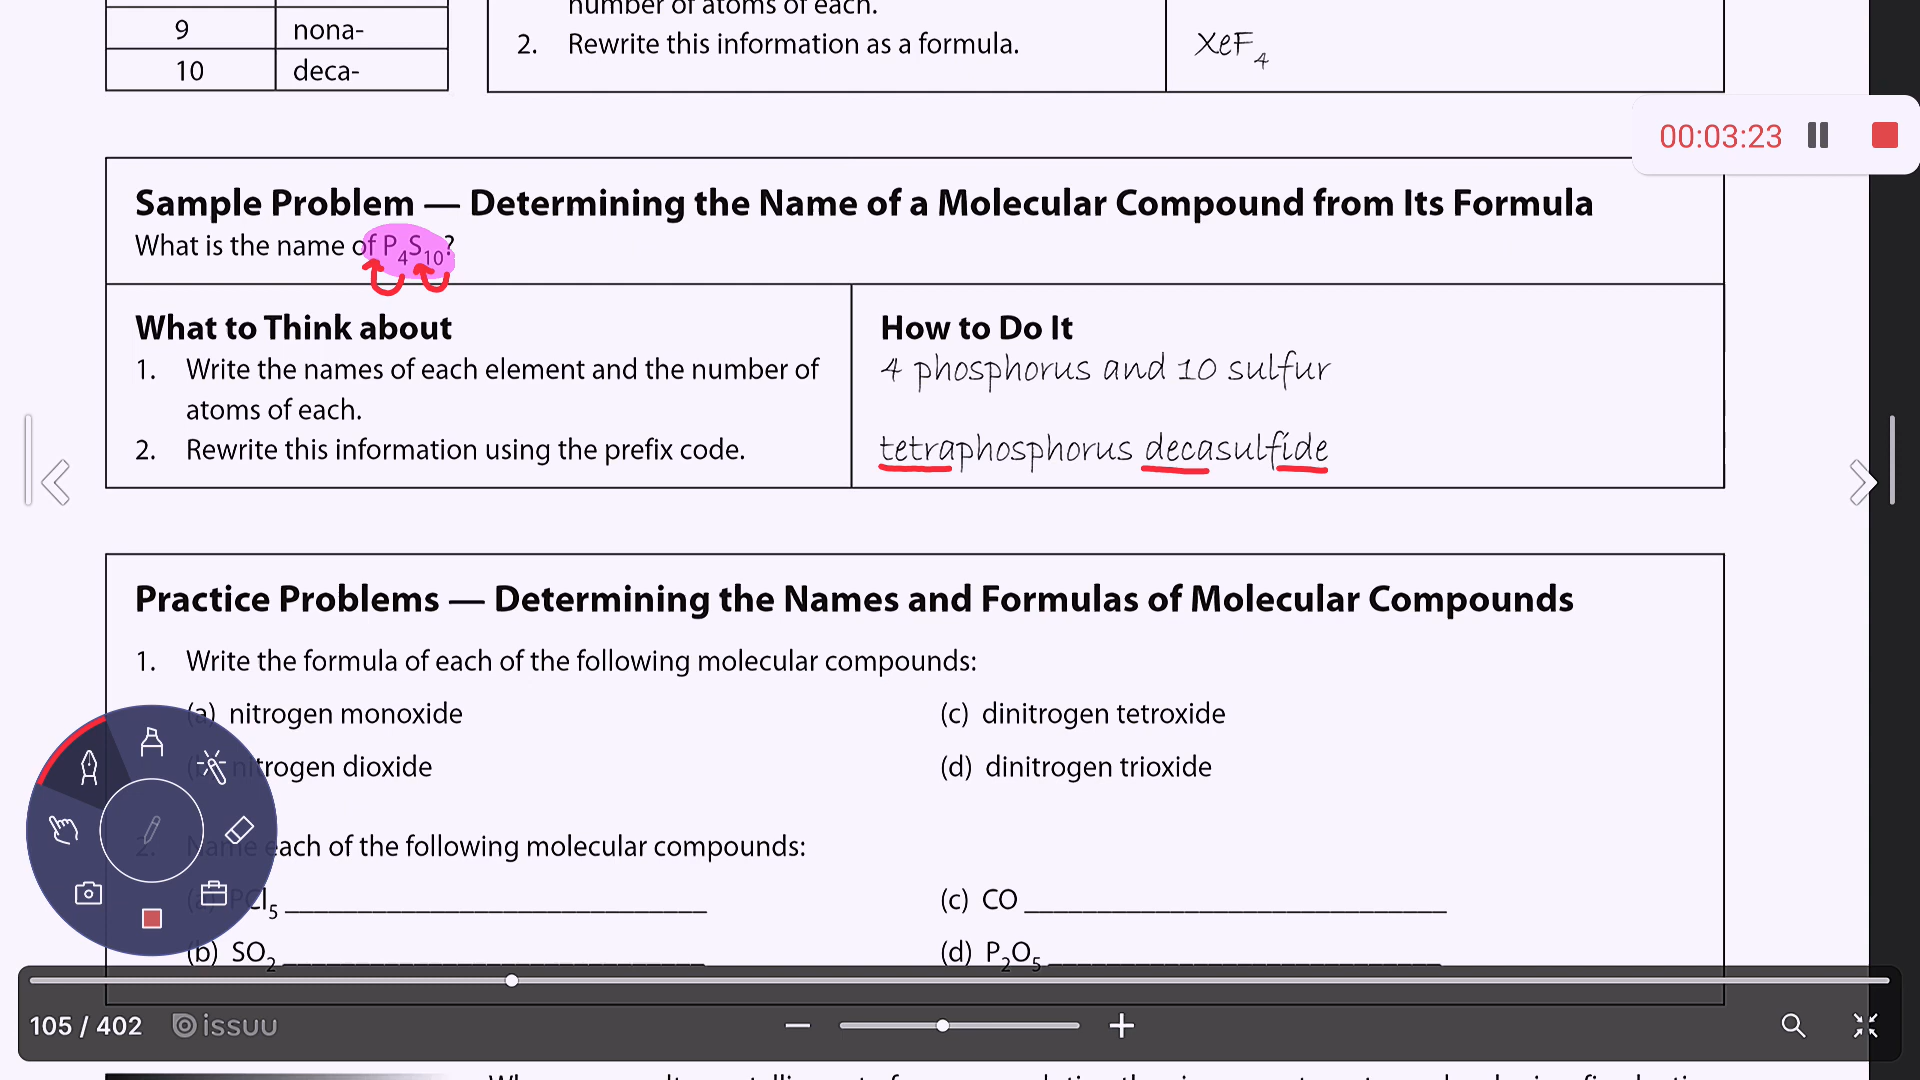 number of atoms of each.
9 nona-
2. Rewrite this information as a formula.
XeF4
10 deca-
00:03:23
Sample Problem — Determining the Name of a Molecular Compound from Its Formula
What is the name of P4S10?
What to Think about
1. Write the names of each element and the number of
atoms of each.
2. Rewrite this information using the prefix code.
How to Do It
4 phosphorus and 10 sulfur
tetraphosphorus decasulfide
Practice Problems — Determining the Names and Formulas of Molecular Compounds
1. Write the formula of each of the following molecular compounds:
(a) nitrogen monoxide
(c) dinitrogen tetroxide
(b) nitrogen dioxide
(d) dinitrogen trioxide
2. Name each of the following molecular compounds:
(a) PCl5
(c) CO
(b) SO2
(d) P2O5
105 / 402
issuu